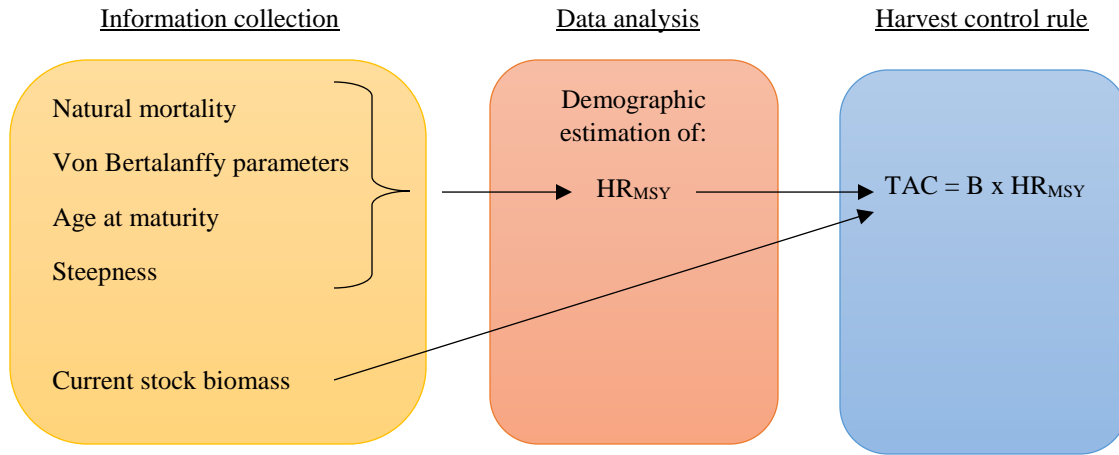 Information collection
Natural mortality
Von Bertalanffy parameters
Age at maturity
Steepness
Current stock biomass
Data analysis
Demographic
estimation of:
HRMSY
Harvest control rule
TAC = B x HRMSY